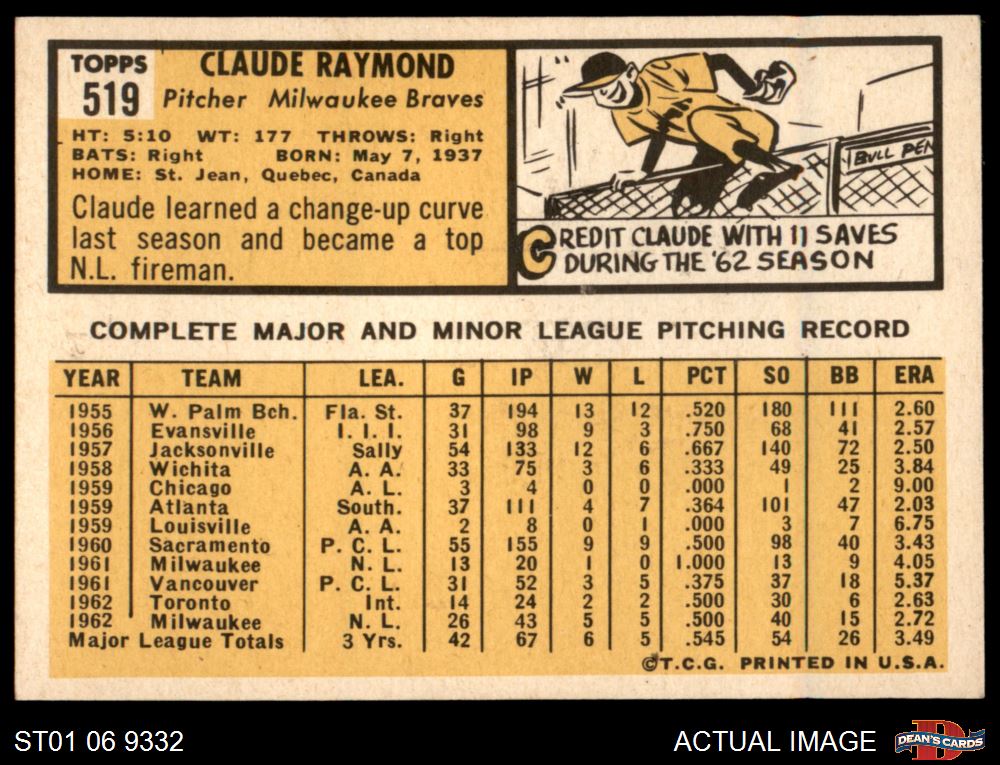 TOPPS
519
CLAUDE RAYMOND
Pitcher Milwaukee Braves
HT: 5:10 WT: 177 THROWS: Right
BATS: Right BORN: May 7, 1937
HOME: St. Jean, Quebec, Canada
Claude learned a change-up curve
last season and became a top
N.L. fireman.
BULL PEN
CREDIT CLAUDE WITH 11 SAVES
DURING THE '62 SEASON
COMPLETE MAJOR AND MINOR LEAGUE PITCHING RECORD
YEAR TEAM LEA. G IP W L PCT SO BB ERA
1955 W. Palm Bch. Fla. St. 37 194 13 12 .520 180 111 2.60
1956 Evansville I. I. I. 31 98 9 3 .750 68 41 2.57
1957 Jacksonville Sally 54 133 12 6 .667 140 72 2.50
1958 Wichita A. A. 33 75 3 6 .333 49 25 3.84
1959 Chicago A. L. 3 4 0 0 .000 1 2 9.00
1959 Atlanta South. 37 111 4 7 .364 101 47 2.03
1959 Louisville A. A. 2 8 0 1 .000 3 7 6.75
1960 Sacramento P. C. L. 55 155 9 9 .500 98 40 3.43
1961 Milwaukee N. L. 13 20 1 0 1.000 13 9 4.05
1961 Vancouver P. C. L. 31 52 3 5 .375 37 18 5.37
1962 Toronto Int. 14 24 2 2 .500 30 6 2.63
1962 Milwaukee N. L. 26 43 5 5 .500 40 15 2.72
Major League Totals 3 Yrs. 42 67 6 5 .545 54 26 3.49
©T.C.G. PRINTED IN U.S.A.
ST01 06 9332
ACTUAL IMAGE
DEAN'S CARDS